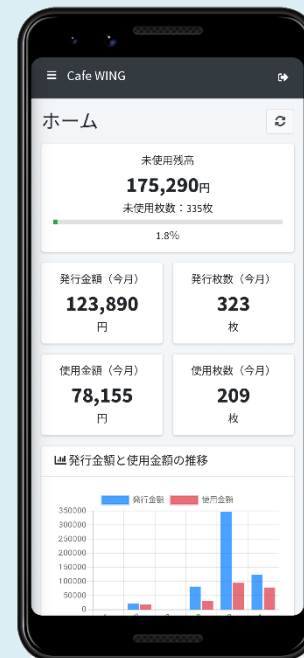 Cafe WING
ホーム
未使用残高
175,290円
未使用枚数：335枚
1.8%
発行金額（今月）
123,890
円
発行枚数（今月）
323
枚
使用金額（今月）
78,155
円
使用枚数（今月）
209
枚
発行金額と使用金額の推移
発行金額 使用金額
350000
300000
250000
200000
150000
100000
50000
0